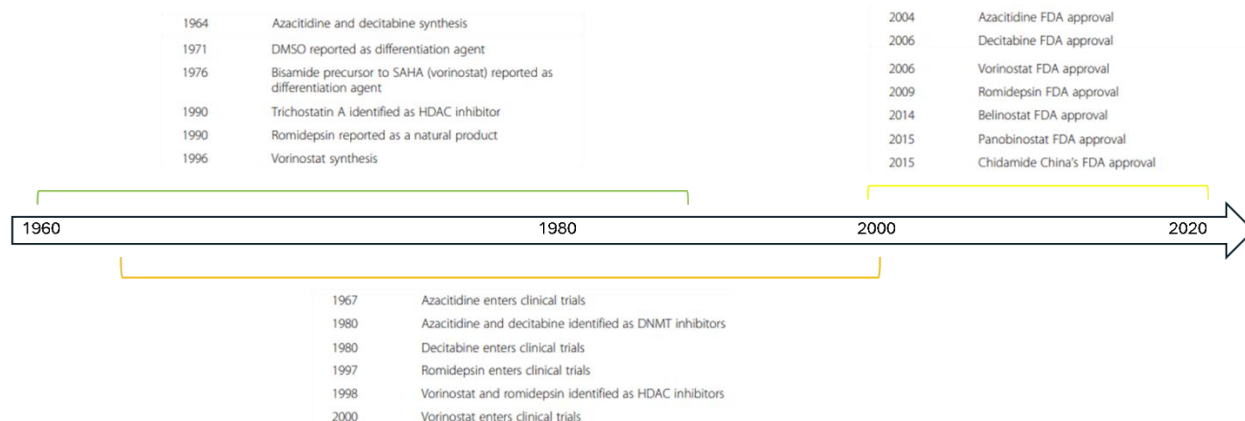 1964 Azacitidine and decitabine synthesis
1971 DMSO reported as differentiation agent
1976 Bisamide precursor to SAHA (vorinostat) reported as
differentiation agent
1990 Trichostatin A identified as HDAC inhibitor
1990 Romidepsin reported as a natural product
1996 Vorinostat synthesis
2004 Azacitidine FDA approval
2006 Decitabine FDA approval
2006 Vorinostat FDA approval
2009 Romidepsin FDA approval
2014 Belinostat FDA approval
2015 Panobinostat FDA approval
2015 Chidamide China's FDA approval
1960 1980 2000 2020
1967 Azacitidine enters clinical trials
1980 Azacitidine and decitabine identified as DNMT inhibitors
1980 Decitabine enters clinical trials
1997 Romidepsin enters clinical trials
1998 Vorinostat and romidepsin identified as HDAC inhibitors
2000 Vorinostat enters clinical trials